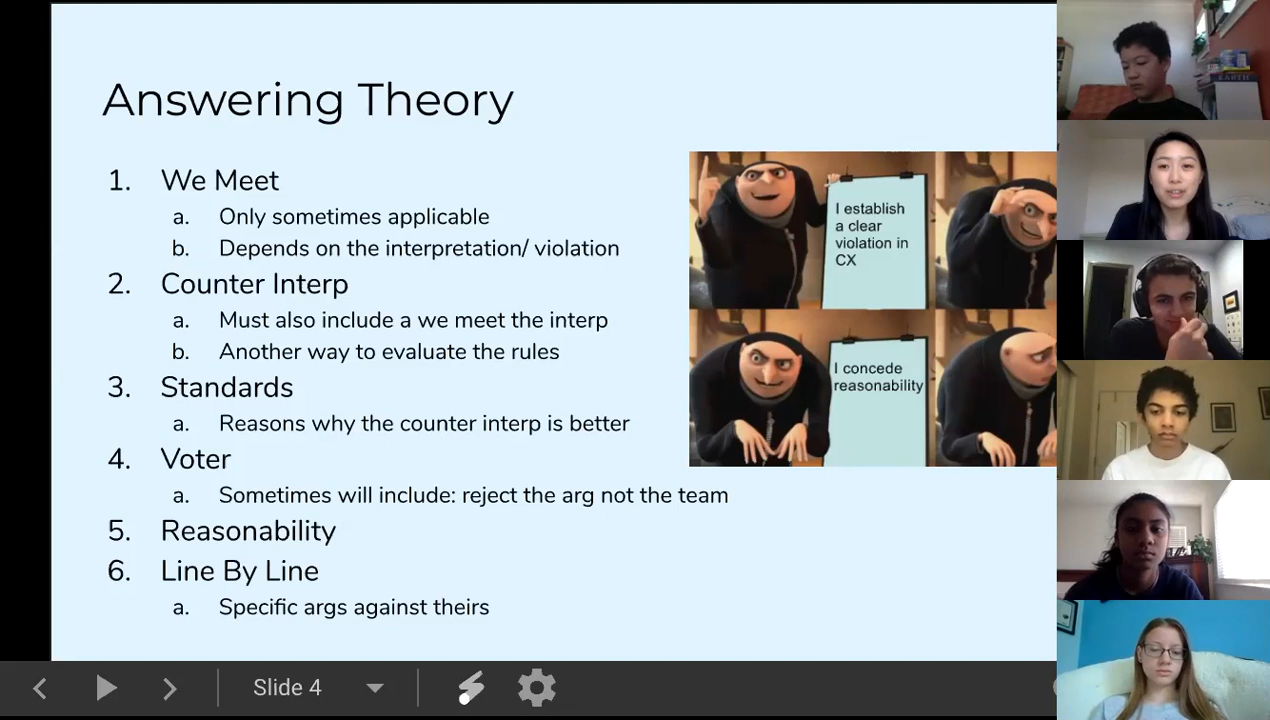 Answering Theory
1. We Meet
a. Only sometimes applicable
b. Depends on the interpretation/ violation
2. Counter Interp
a. Must also include a we meet the interp
b. Another way to evaluate the rules
3. Standards
a. Reasons why the counter interp is better
4. Voter
a. Sometimes will include: reject the arg not the team
5. Reasonability
6. Line By Line
a. Specific args against theirs
I establish
a clear
violation in
CX
I concede
reasonability
EARTH
Slide 4